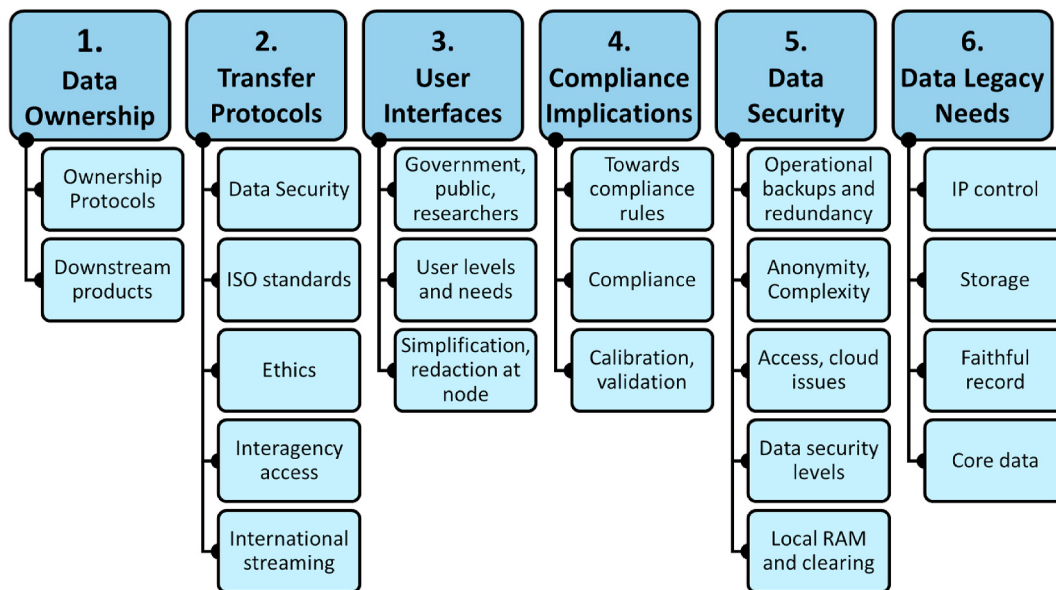 1.
Data
Ownership
Ownership
Protocols
Downstream
products
2.
Transfer
Protocols
Data Security
ISO standards
Ethics
Interagency
access
International
streaming
3.
User
Interfaces
Government,
public,
researchers
User levels
and needs
Simplification,
redaction at
node
4.
Compliance
Implications
Towards
compliance
rules
Compliance
Calibration,
validation
5.
Data
Security
Operational
backups and
redundancy
Anonymity,
Complexity
Access, cloud
issues
Data security
levels
Local RAM
and clearing
6.
Data Legacy
Needs
IP control
Storage
Faithful
record
Core data